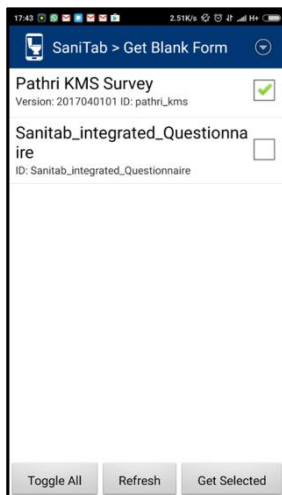 17:43 2.51K/s H+
SaniTab > Get Blank Form
Pathri KMS Survey
Version: 2017040101 ID: pathri_kms
Sanitab_integrated_Questionna
ire
ID: Sanitab_integrated_Questionnaire
Toggle All Refresh Get Selected